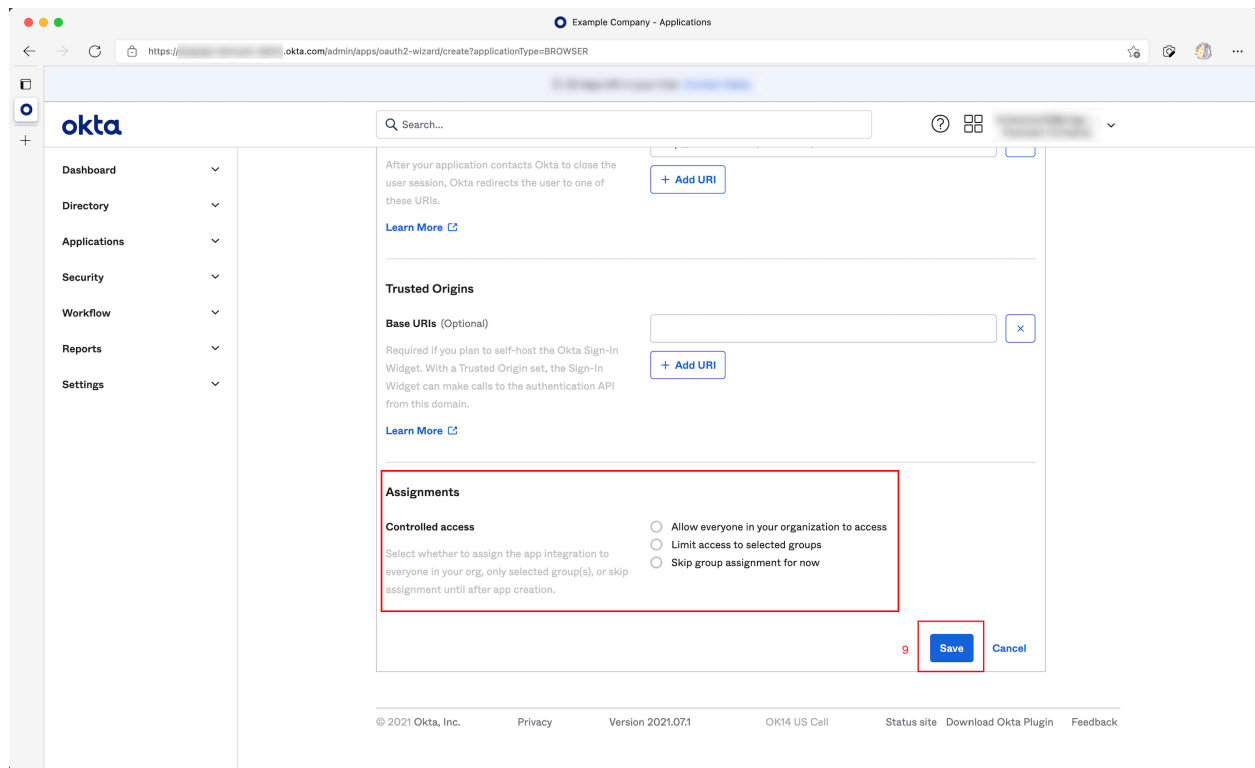 Example Company - Applications
https://
.okta.com/admin/apps/oauth2-wizard/create?applicationType=BROWSER
okta
Search...
Dashboard
Directory
Applications
Security
Workflow
Reports
Settings
After your application contacts Okta to close the
user session, Okta redirects the user to one of
these URIs.
+ Add URI
Learn More
Trusted Origins
Base URIs (Optional)
Required if you plan to self-host the Okta Sign-In
Widget. With a Trusted Origin set, the Sign-In
Widget can make calls to the authentication API
from this domain.
+ Add URI
Learn More
Assignments
Controlled access
Select whether to assign the app integration to
everyone in your org, only selected group(s), or skip
assignment until after app creation.
Allow everyone in your organization to access
Limit access to selected groups
Skip group assignment for now
9
Save
Cancel
© 2021 Okta, Inc.
Privacy
Version 2021.07.1
OK14 US Cell
Status site
Download Okta Plugin
Feedback